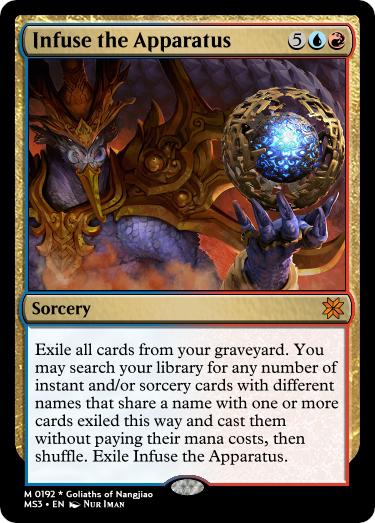 Infuse the Apparatus 5
Sorcery
Exile all cards from your graveyard. You
may search your library for any number of
instant and/or sorcery cards with different
names that share a name with one or more
cards exiled this way and cast them
without paying their mana costs, then
shuffle. Exile Infuse the Apparatus.
M 0192 * Goliaths of Nangjiao
MS3 • EN Nur Iman